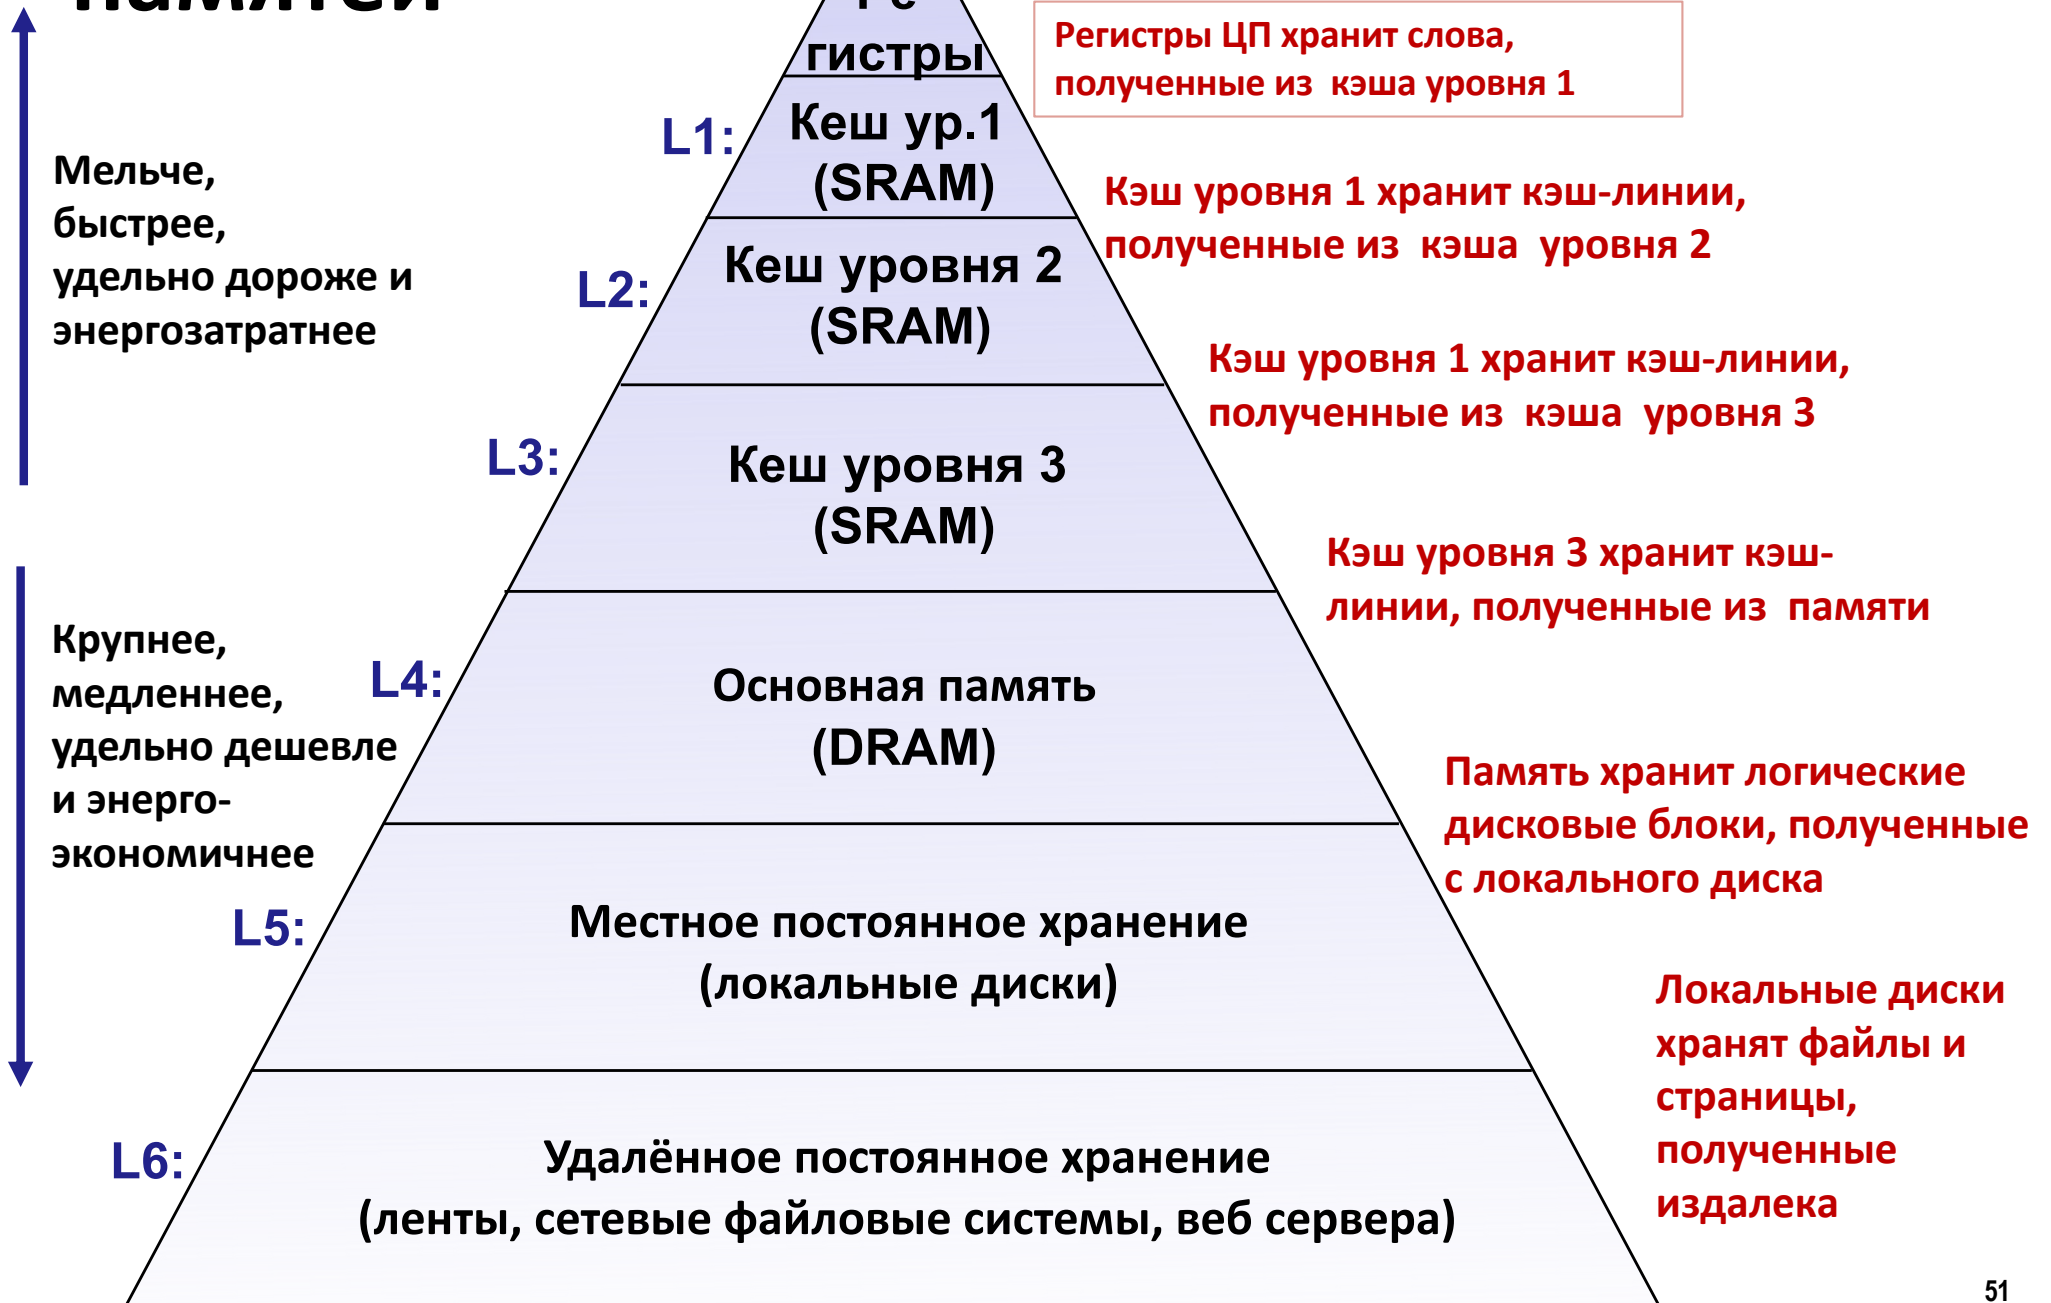 гистры
Регистры ЦП хранит слова,
полученные из кэша уровня 1
L1:
Кеш ур.1
(SRAM)
Мельче,
быстрее,
удельно дороже и
энергозатратнее
Кэш уровня 1 хранит кэш-линии,
полученные из кэша уровня 2
L2:
Кеш уровня 2
(SRAM)
Кэш уровня 1 хранит кэш-линии,
полученные из кэша уровня 3
L3:
Кеш уровня 3
(SRAM)
Кэш уровня 3 хранит кэш-
линии, полученные из памяти
Крупнее,
медленнее,
удельно дешевле
и энерго-
экономичнее
L4:
Основная память
(DRAM)
Память хранит логические
дисковые блоки, полученные
с локального диска
L5:
Местное постоянное хранение
(локальные диски)
Локальные диски
хранят файлы и
страницы,
полученные
издалека
L6:
Удалённое постоянное хранение
(ленты, сетевые файловые системы, веб сервера)
51